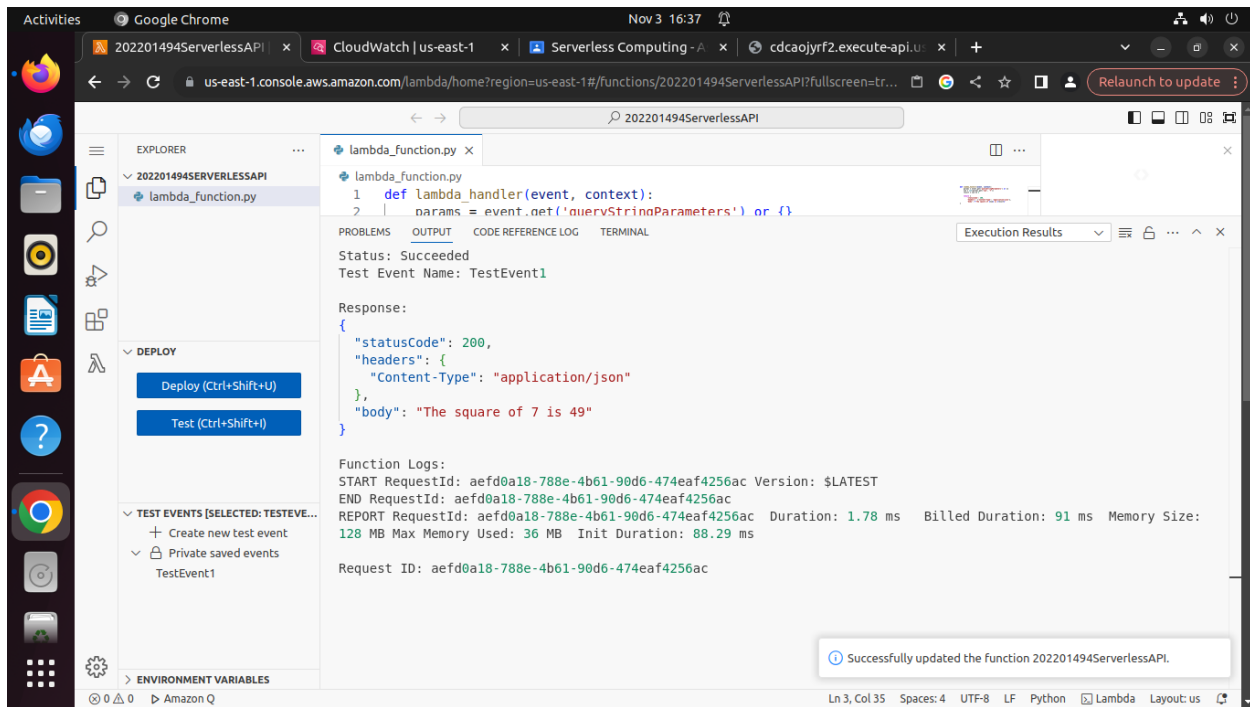 Activities Google Chrome Nov 3 16:37
202201494ServerlessAPI | CloudWatch | us-east-1 Serverless Computing - A cdcaojyrf2.execute-api.us
us-east-1.console.aws.amazon.com/lambda/home?region=us-east-1#/functions/202201494ServerlessAPI?fullscreen=tr... Relaunch to update
202201494ServerlessAPI
EXPLORER
202201494SERVERLESSAPI
lambda_function.py
lambda_function.py
lambda_function.py
1 def lambda_handler(event, context):
2 params = event.get('queryStringParameters') or {}
PROBLEMS OUTPUT CODE REFERENCE LOG TERMINAL Execution Results
Status: Succeeded
Test Event Name: TestEvent1
Response:
{
"statusCode": 200,
"headers": {
"Content-Type": "application/json"
},
"body": "The square of 7 is 49"
}
Function Logs:
START RequestId: aefd0a18-788e-4b61-90d6-474eaf4256ac Version: $LATEST
END RequestId: aefd0a18-788e-4b61-90d6-474eaf4256ac
REPORT RequestId: aefd0a18-788e-4b61-90d6-474eaf4256ac Duration: 1.78 ms Billed Duration: 91 ms Memory Size:
128 MB Max Memory Used: 36 MB Init Duration: 88.29 ms
Request ID: aefd0a18-788e-4b61-90d6-474eaf4256ac
DEPLOY
Deploy (Ctrl+Shift+U)
Test (Ctrl+Shift+I)
TEST EVENTS [SELECTED: TESTEVE...
Create new test event
Private saved events
TestEvent1
ENVIRONMENT VARIABLES
Successfully updated the function 202201494ServerlessAPI.
0 0 Amazon Q Ln 3, Col 35 Spaces: 4 UTF-8 LF Python Lambda Layout: us